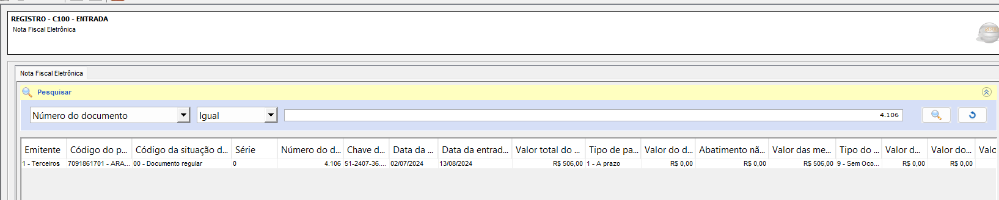 REGISTRO - C100 - ENTRADA
Nota Fiscal Eletrônica
Nota Fiscal Eletrônica
Pesquisar
Número do documento Igual 4.106
Emitente Código do p... Código da situação d... Série Número do d... Chave d... Data da ... Data da entrad... Valor total do ... Tipo de pa... Valor do d... Abatimento nã... Valor das me... Tipo do ... Valor d... Valor do... Valo
1 - Terceiros 7091861701 - ARA... 00 - Documento regular 0 4.106 51-2407-36.... 02/07/2024 13/08/2024 R$ 506,00 1 - A prazo R$ 0,00 R$ 0,00 R$ 506,00 9 - Sem Oco... R$ 0,00 R$ 0,00